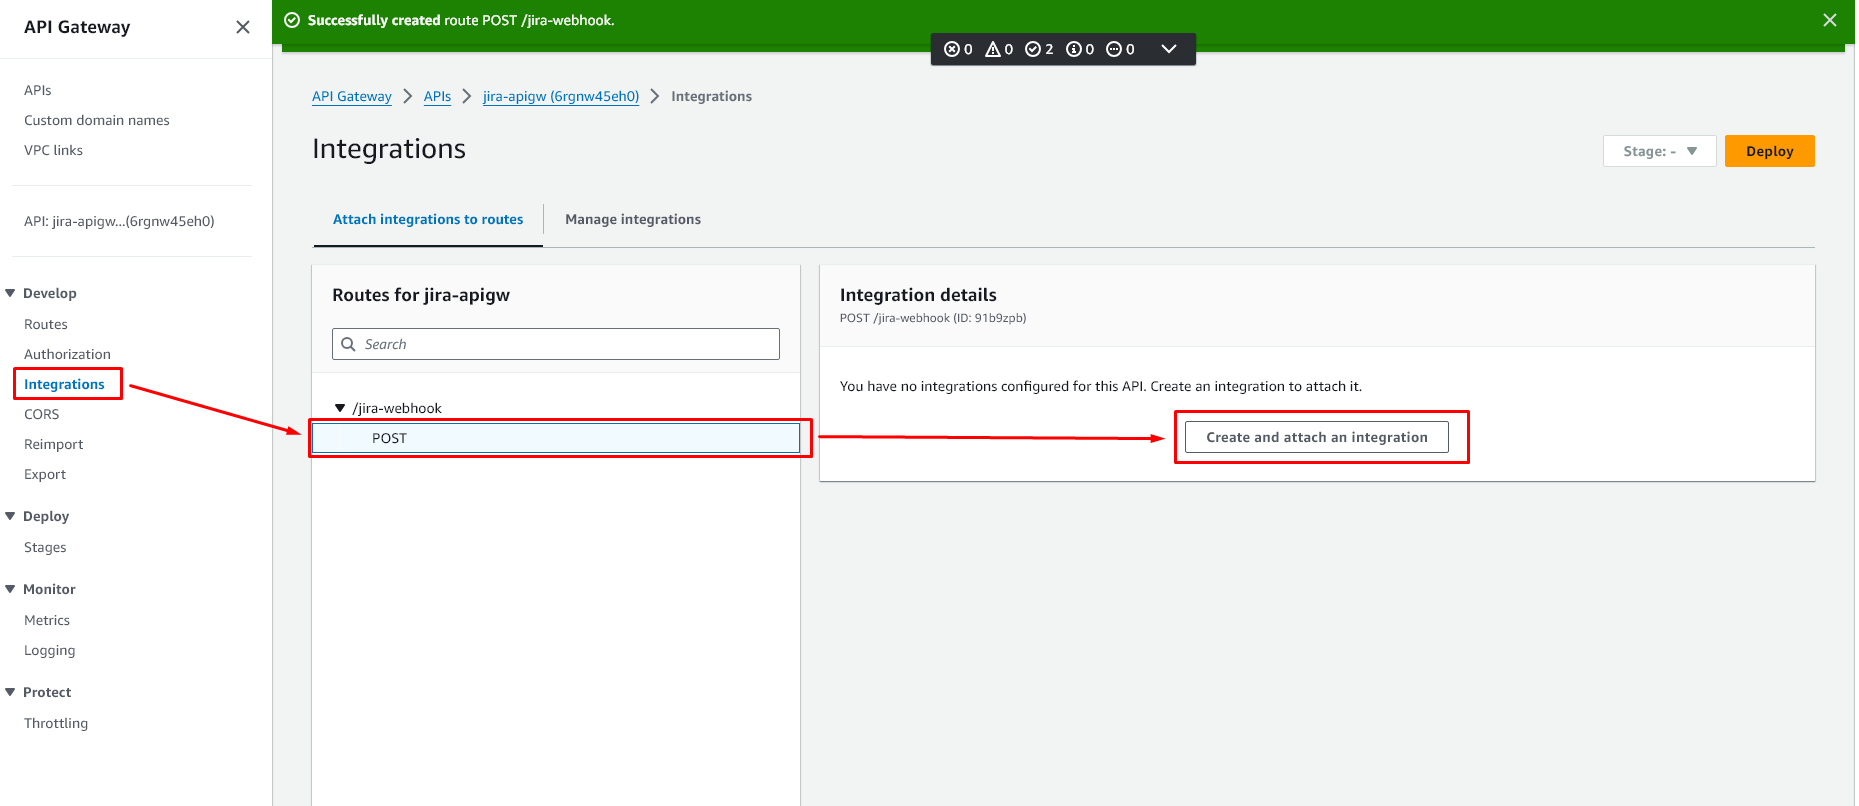 API Gateway
APIs
Custom domain names
VPC links
API: jira-apigw...(6rgnw45eh0)
Develop
Routes
Authorization
Integrations
CORS
Reimport
Export
Deploy
Stages
Monitor
Metrics
Logging
Protect
Throttling
Successfully created route POST /jira-webhook.
0 0 2 0 0
API Gateway > APIs > jira-apigw (6rgnw45eh0) > Integrations
Integrations
Stage: -
Deploy
Attach integrations to routes
Manage integrations
Routes for jira-apigw
Search
/jira-webhook
POST
Integration details
POST /jira-webhook (ID: 91b9zpb)
You have no integrations configured for this API. Create an integration to attach it.
Create and attach an integration